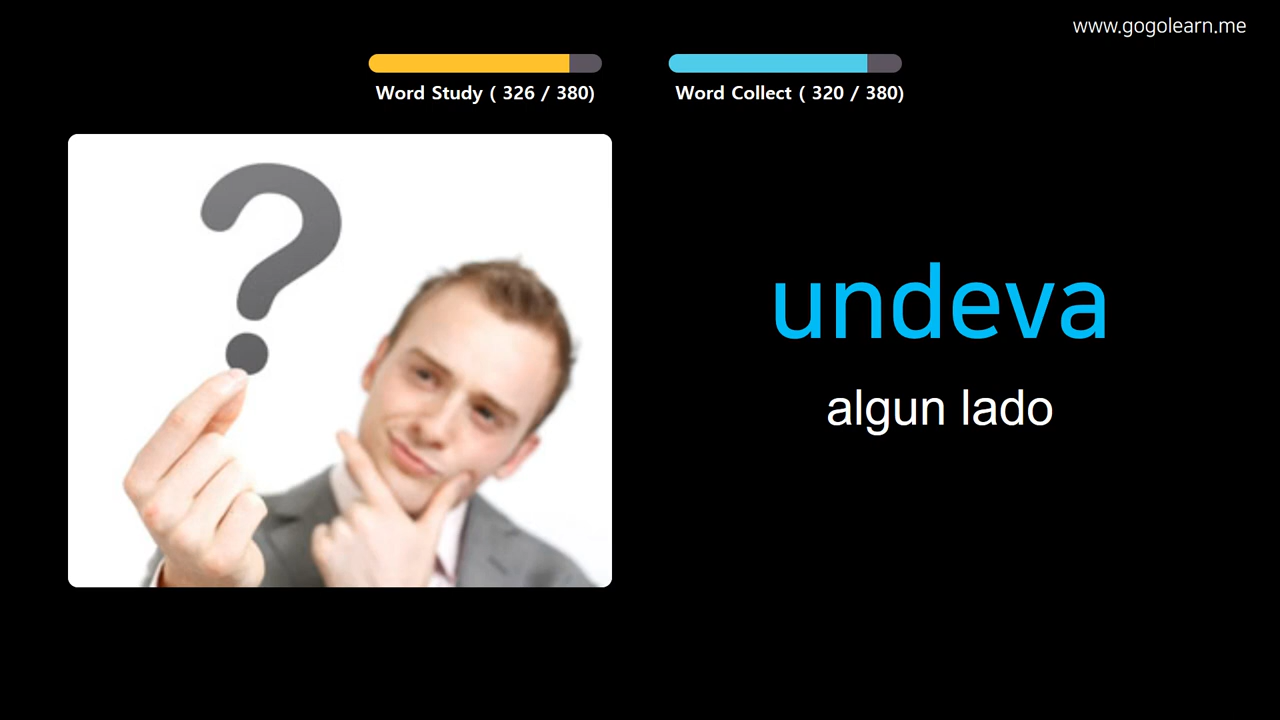 www.gogolearn.me
Word Study ( 326 / 380)
Word Collect ( 320 / 380)
?
undeva
algun lado